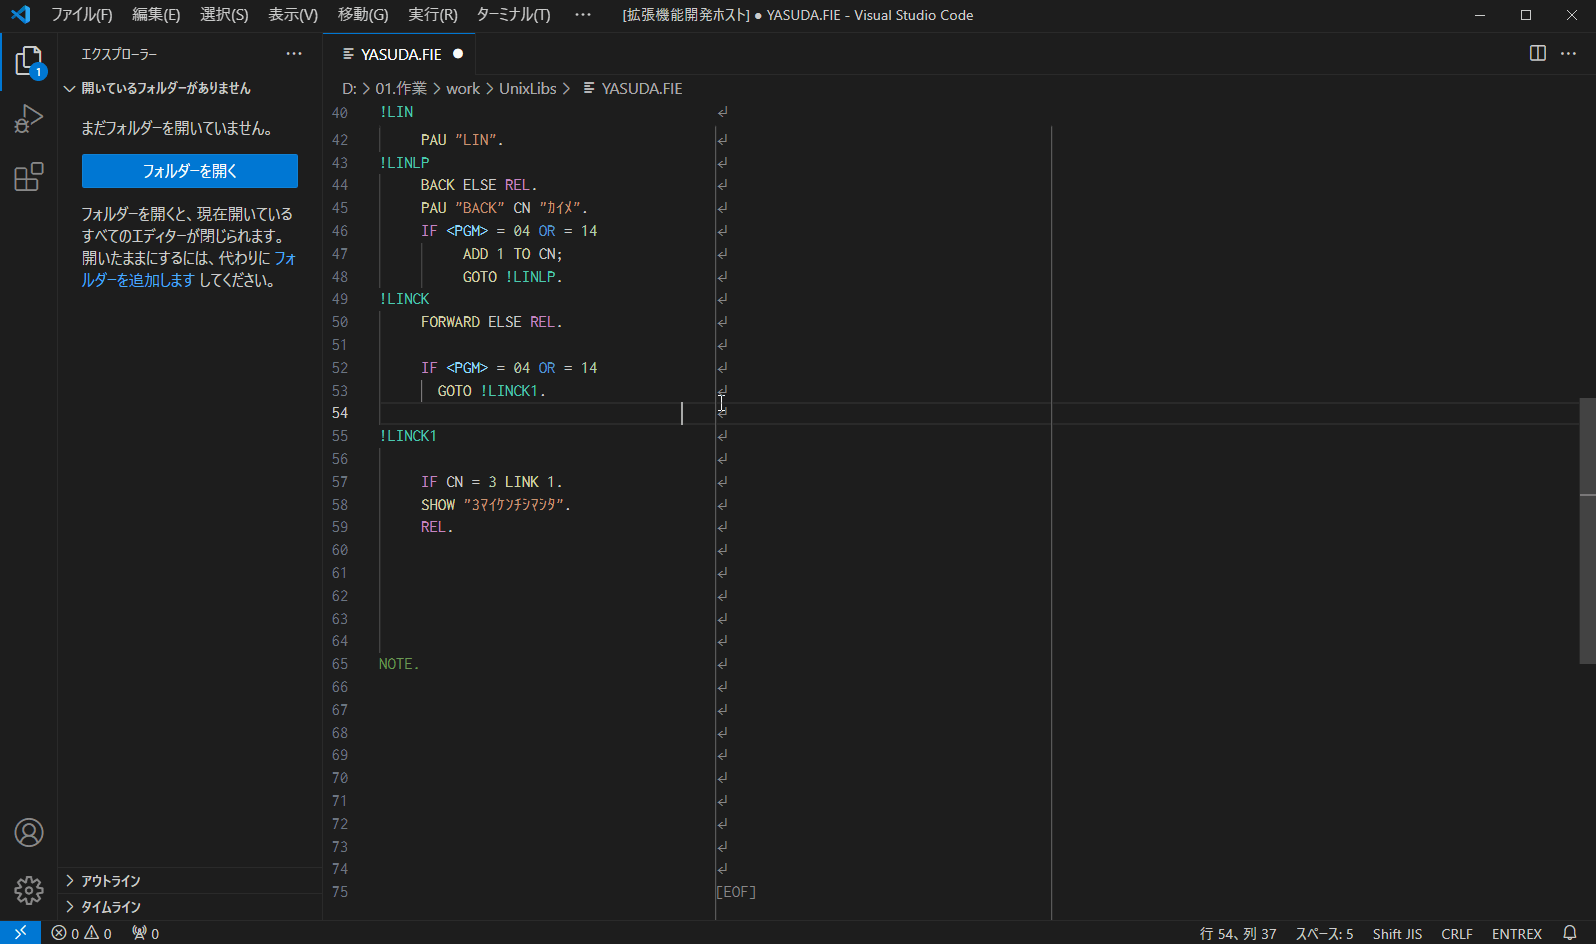 ファイル(F) 編集(E) 選択(S) 表示(V) 移動(G) 実行(R) ターミナル(T) ··· [拡張機能開発ホスト] ● YASUDA.FIE - Visual Studio Code
エクスプローラー ···
1
開いているフォルダーがありません
まだフォルダーを開いていません。
フォルダーを開く
フォルダーを開くと、現在開いている
すべてのエディターが閉じられます。
開いたままにするには、代わりに フォ
ルダーを追加します してください。
アウトライン
タイムライン
YASUDA.FIE ●
D: > 01.作業 > work > UnixLibs > YASUDA.FIE
40 !LIN ↵
42 PAU "LIN". ↵
43 !LINLP ↵
44 BACK ELSE REL. ↵
45 PAU "BACK" CN "ｶｲﾒ". ↵
46 IF <PGM> = 04 OR = 14 ↵
47 ADD 1 TO CN; ↵
48 GOTO !LINLP. ↵
49 !LINCK ↵
50 FORWARD ELSE REL. ↵
51 ↵
52 IF <PGM> = 04 OR = 14 ↵
53 GOTO !LINCK1. ↵
54 ↵
55 !LINCK1 ↵
56 ↵
57 IF CN = 3 LINK 1. ↵
58 SHOW "3ﾏｲｹﾝﾁｼﾏｼﾀ". ↵
59 REL. ↵
60 ↵
61 ↵
62 ↵
63 ↵
64 ↵
65 NOTE. ↵
66 ↵
67 ↵
68 ↵
69 ↵
70 ↵
71 ↵
72 ↵
73 ↵
74 ↵
75 [EOF]
0 0 0 行 54、列 37 スペース: 5 Shift JIS CRLF ENTREX